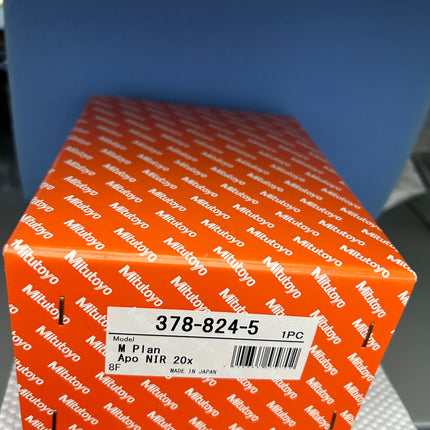 Mitutoyo
378-824-5
1PC
Model
M Plan
Apo NIR 20x
8F
MADE IN JAPAN